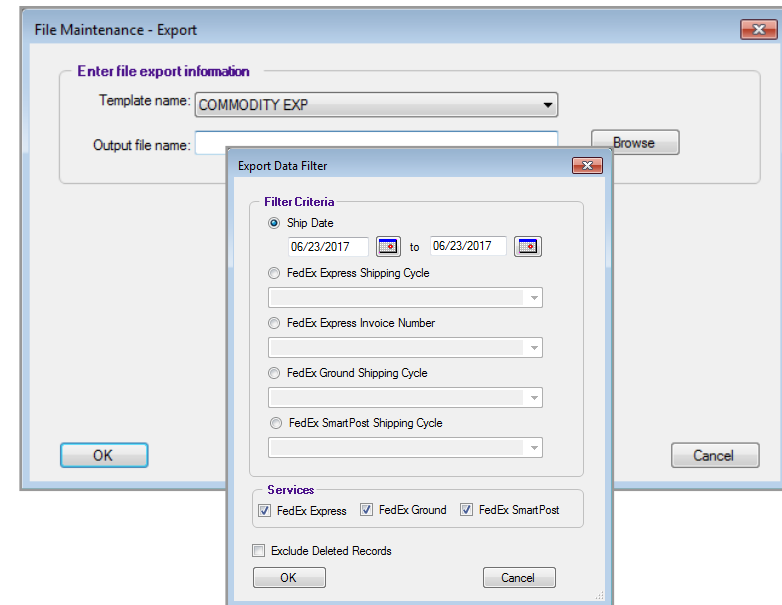 File Maintenance - Export
Enter file export information
Template name: COMMODITY EXP
Output file name:
Browse
Export Data Filter
Filter Criteria
Ship Date
06/23/2017 to 06/23/2017
FedEx Express Shipping Cycle
FedEx Express Invoice Number
FedEx Ground Shipping Cycle
FedEx SmartPost Shipping Cycle
OK
Cancel
Services
FedEx Express FedEx Ground FedEx SmartPost
Exclude Deleted Records
OK Cancel